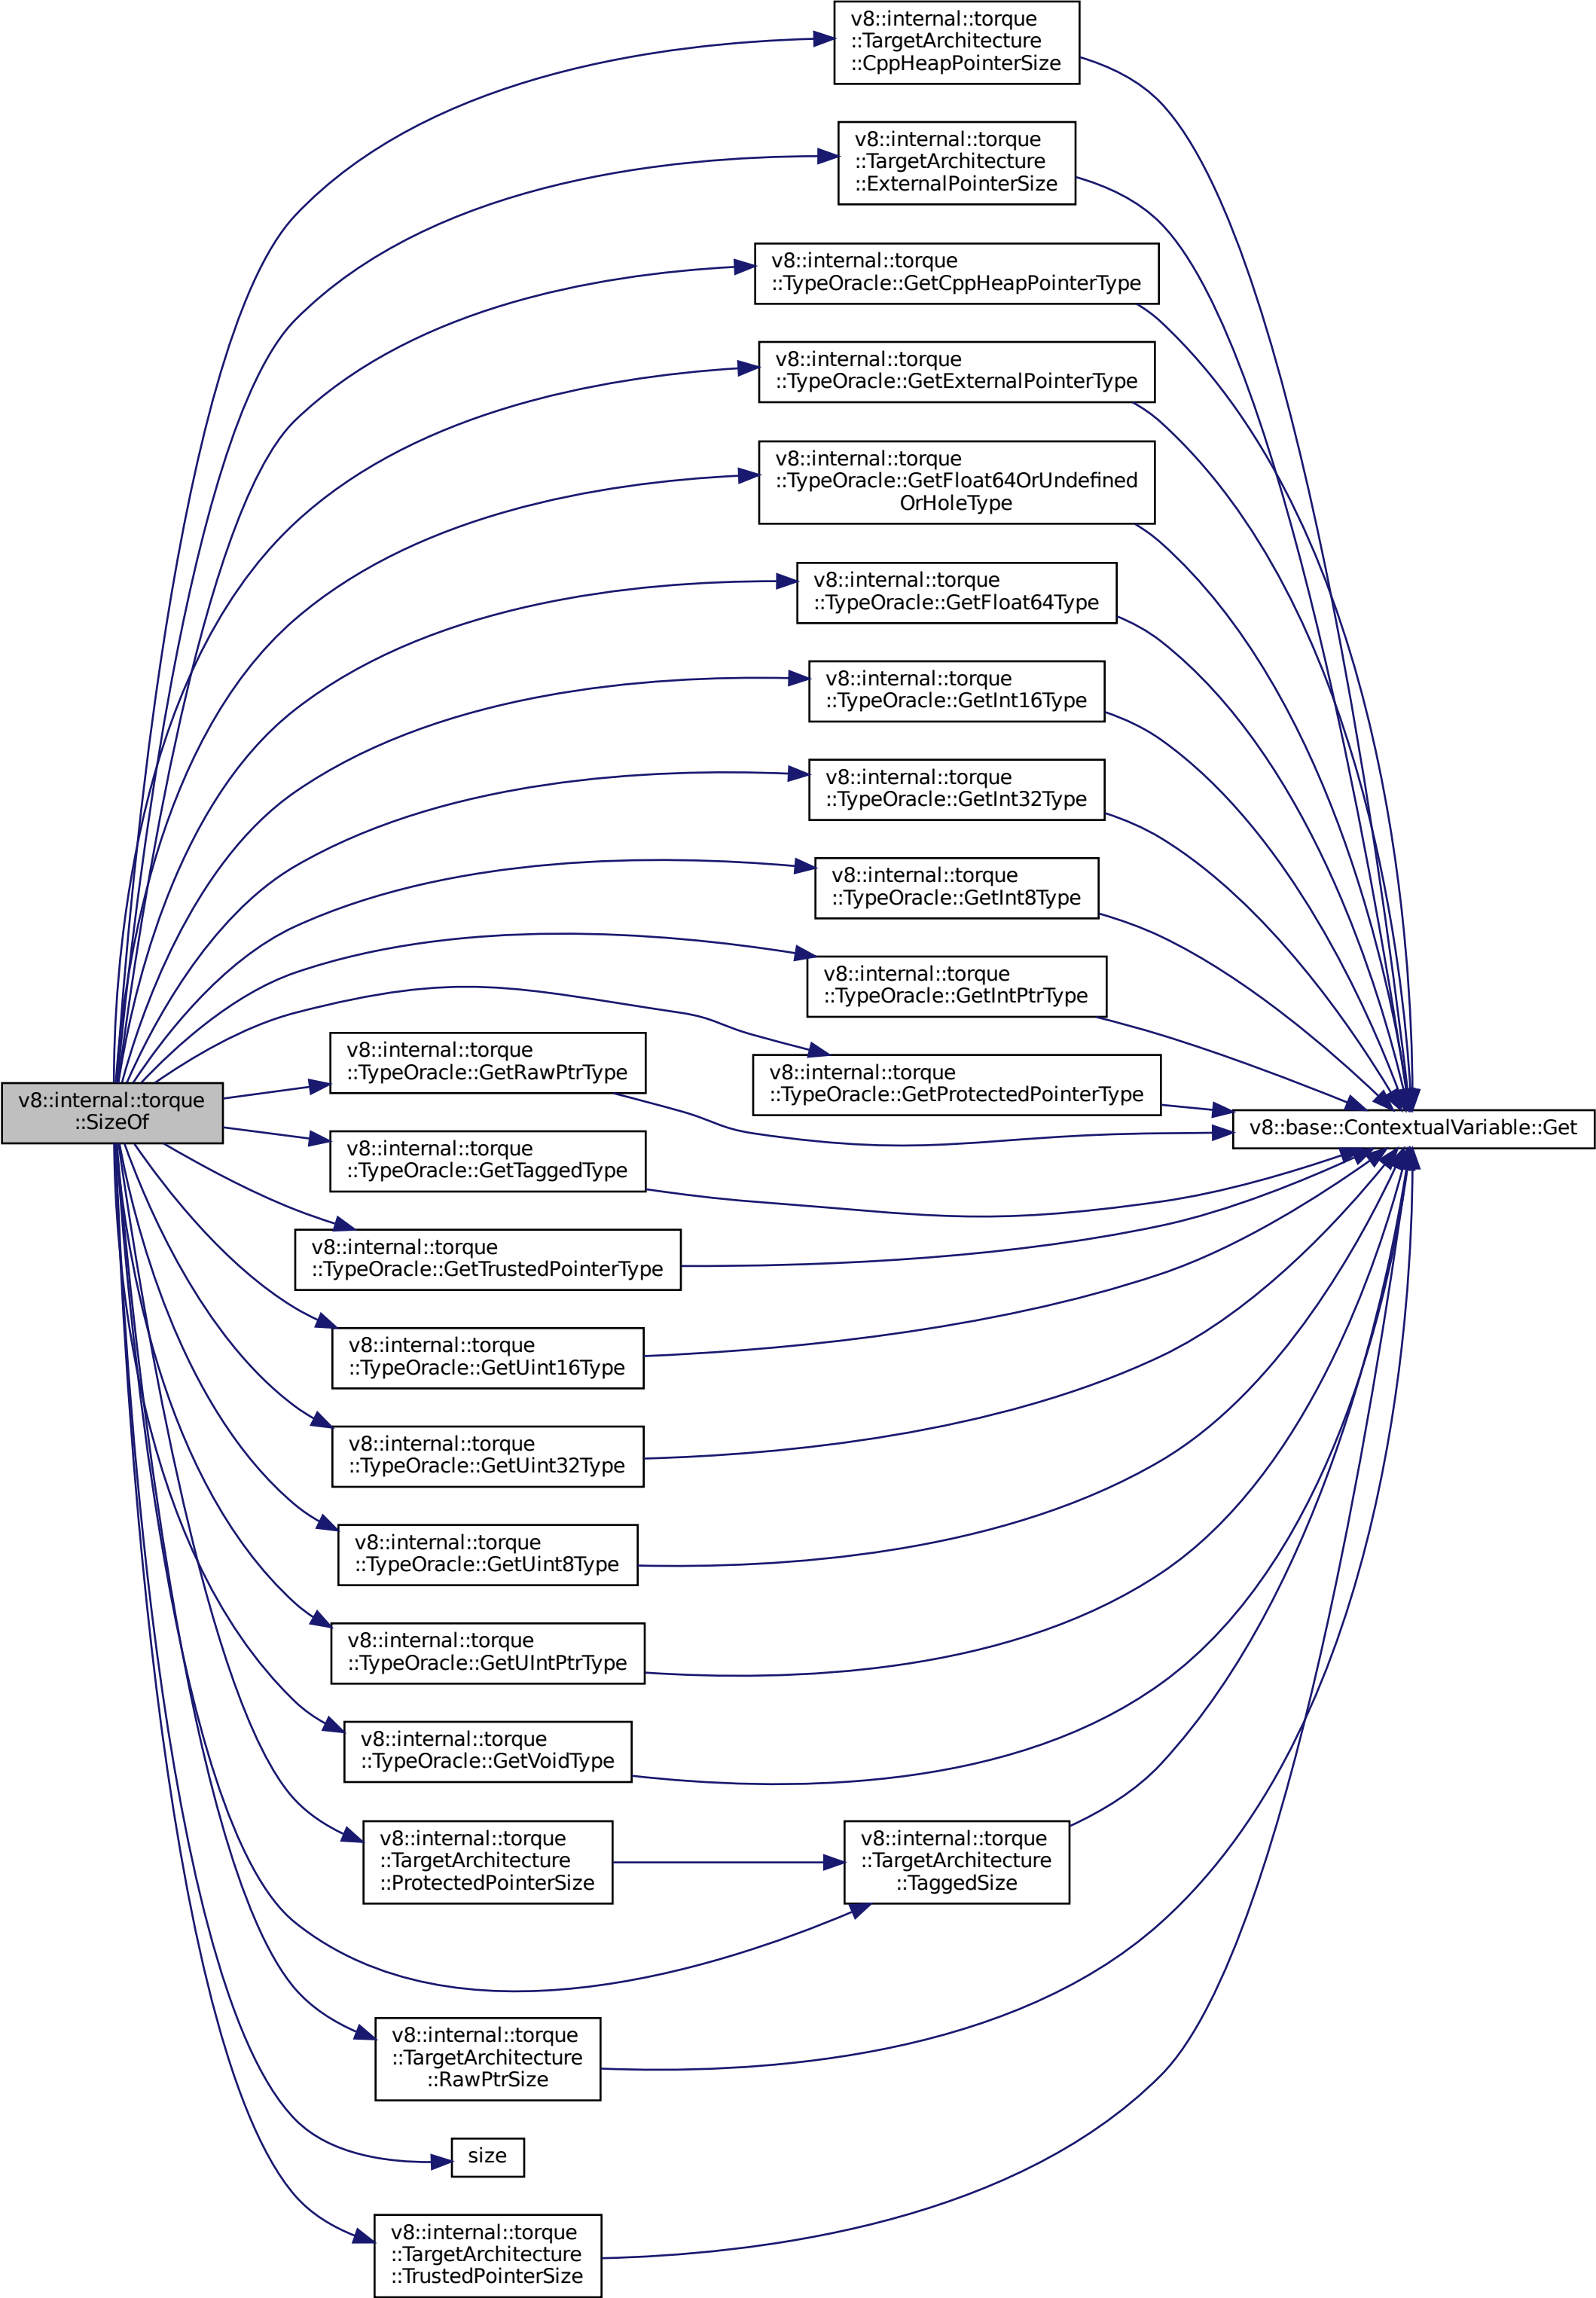 v8::internal::torque
::TargetArchitecture
::CppHeapPointerSize
v8::internal::torque
::TargetArchitecture
::ExternalPointerSize
v8::internal::torque
::TypeOracle::GetCppHeapPointerType
v8::internal::torque
::TypeOracle::GetExternalPointerType
v8::internal::torque
::TypeOracle::GetFloat64OrUndefined
OrHoleType
v8::internal::torque
::TypeOracle::GetFloat64Type
v8::internal::torque
::TypeOracle::GetInt16Type
v8::internal::torque
::TypeOracle::GetInt32Type
v8::internal::torque
::TypeOracle::GetInt8Type
v8::internal::torque
::TypeOracle::GetIntPtrType
v8::internal::torque
::TypeOracle::GetRawPtrType
v8::internal::torque
::TypeOracle::GetProtectedPointerType
v8::internal::torque
::SizeOf
v8::base::ContextualVariable::Get
v8::internal::torque
::TypeOracle::GetTaggedType
v8::internal::torque
::TypeOracle::GetTrustedPointerType
v8::internal::torque
::TypeOracle::GetUint16Type
v8::internal::torque
::TypeOracle::GetUint32Type
v8::internal::torque
::TypeOracle::GetUint8Type
v8::internal::torque
::TypeOracle::GetUIntPtrType
v8::internal::torque
::TypeOracle::GetVoidType
v8::internal::torque
::TargetArchitecture
::ProtectedPointerSize
v8::internal::torque
::TargetArchitecture
::TaggedSize
v8::internal::torque
::TargetArchitecture
::RawPtrSize
size
v8::internal::torque
::TargetArchitecture
::TrustedPointerSize